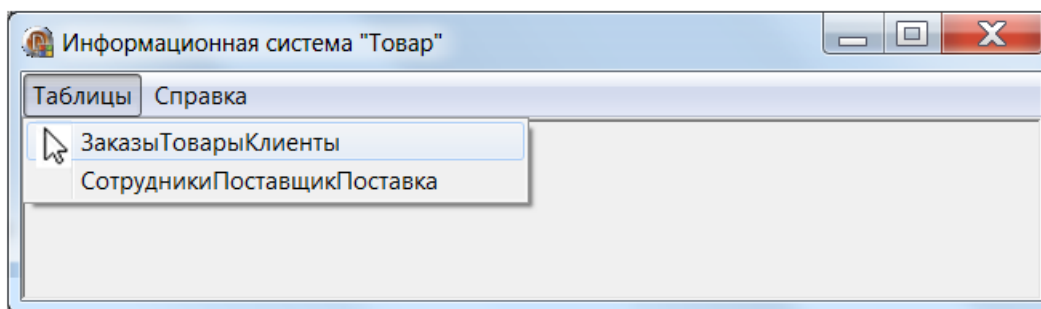 Информационная система "Товар"
Таблицы Справка
ЗаказыТоварыКлиенты
СотрудникиПоставщикПоставка